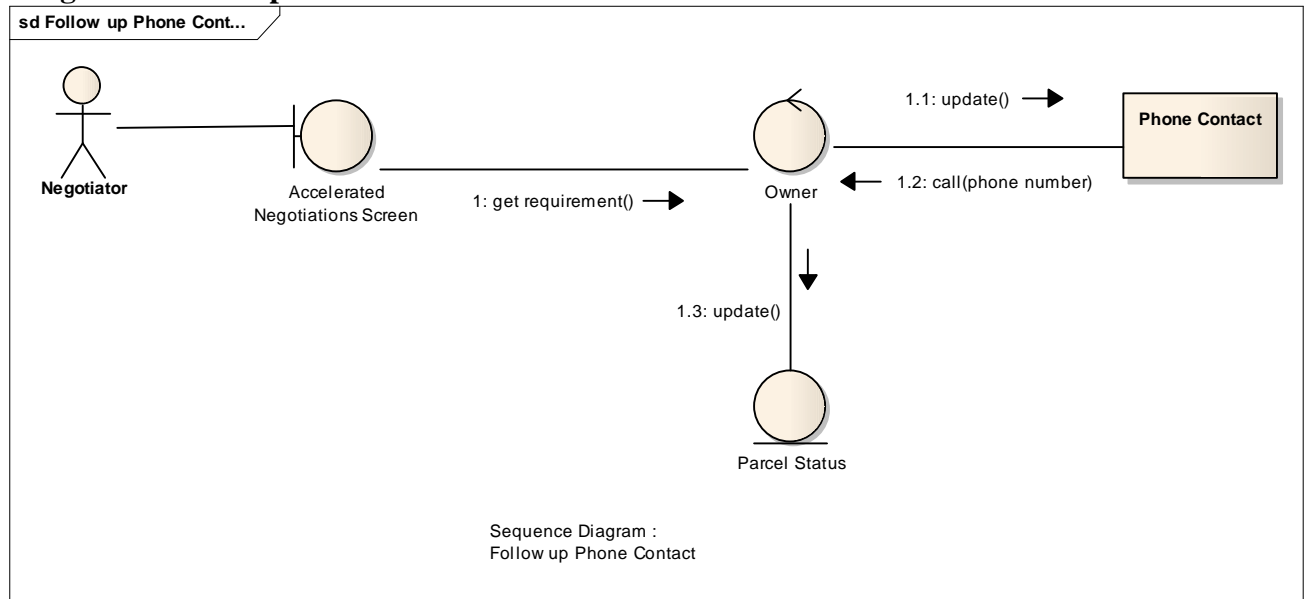 sd Follow up Phone Cont...
1.1: update()
Phone Contact
Negotiator
Accelerated
Negotiations Screen
1: get requirement()
Owner
1.2: call(phone number)
1.3: update()
Parcel Status
Sequence Diagram :
Follow up Phone Contact